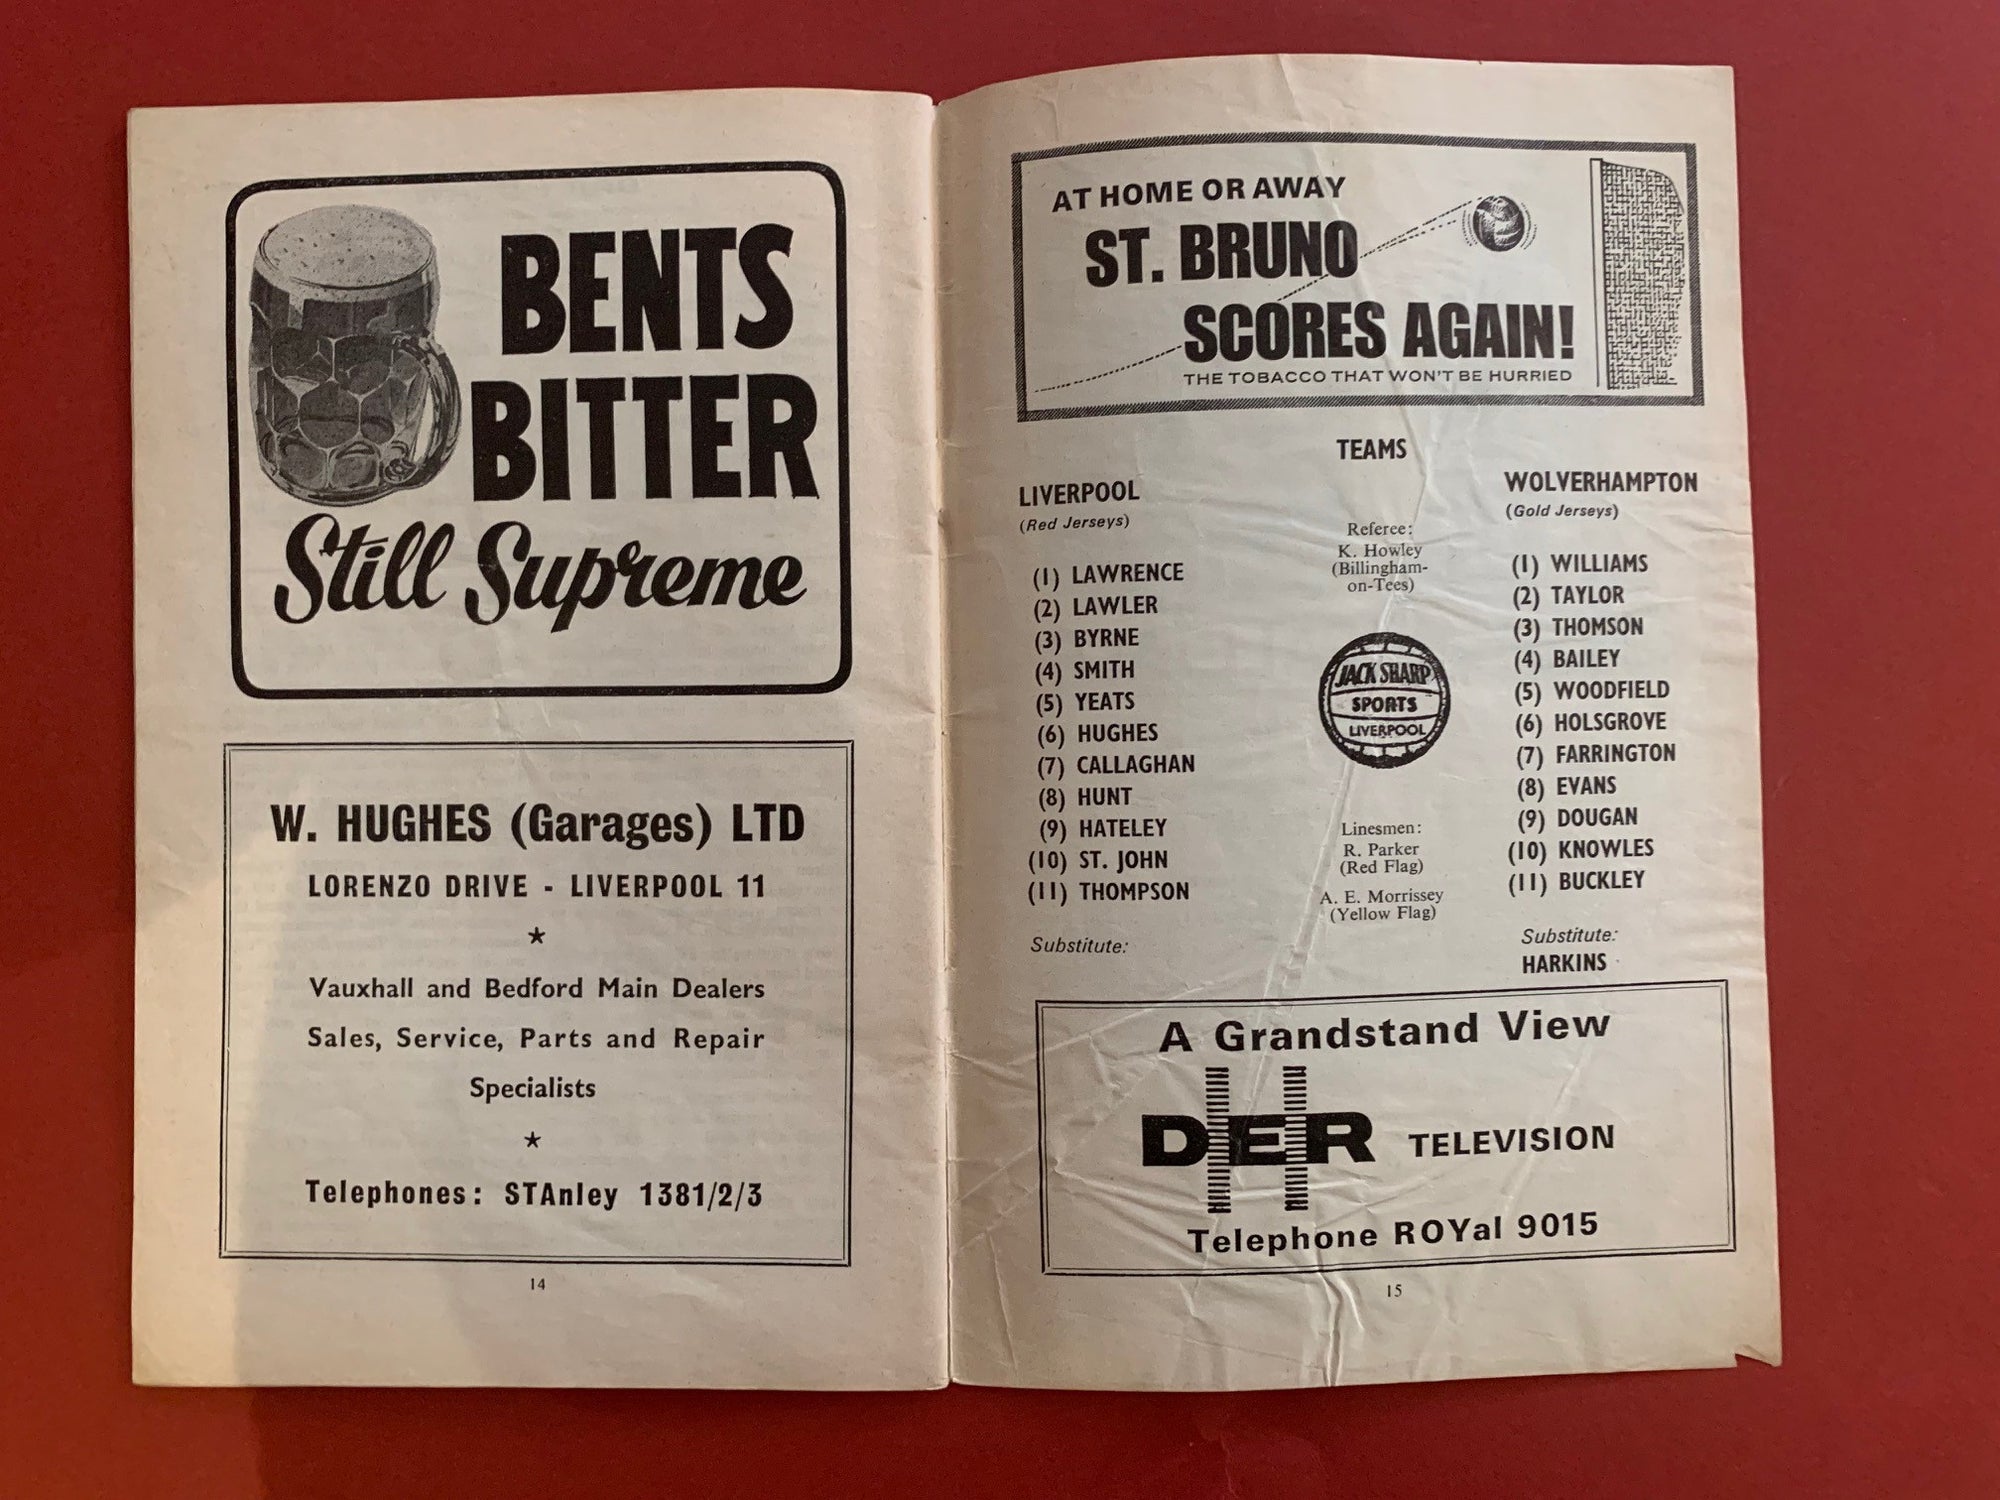 BENTS
BITTER
Still Supreme
W. HUGHES (Garages) LTD
LORENZO DRIVE - LIVERPOOL 11
★
Vauxhall and Bedford Main Dealers
Sales, Service, Parts and Repair
Specialists
★
Telephones: STAnley 1381/2/3
14
AT HOME OR AWAY
ST. BRUNO
SCORES AGAIN!
THE TOBACCO THAT WON'T BE HURRIED
TEAMS
LIVERPOOL
(Red Jerseys)
(1) LAWRENCE
(2) LAWLER
(3) BYRNE
(4) SMITH
(5) YEATS
(6) HUGHES
(7) CALLAGHAN
(8) HUNT
(9) HATELEY
(10) ST. JOHN
(11) THOMPSON
Substitute:
Referee:
K. Howley
(Billingham-
on-Tees)
JACK SHARP
SPORTS
LIVERPOOL
Linesmen:
R. Parker
(Red Flag)
A. E. Morrissey
(Yellow Flag)
WOLVERHAMPTON
(Gold Jerseys)
(1) WILLIAMS
(2) TAYLOR
(3) THOMSON
(4) BAILEY
(5) WOODFIELD
(6) HOLSGROVE
(7) FARRINGTON
(8) EVANS
(9) DOUGAN
(10) KNOWLES
(11) BUCKLEY
Substitute:
HARKINS
A Grandstand View
DER TELEVISION
Telephone ROYal 9015
15